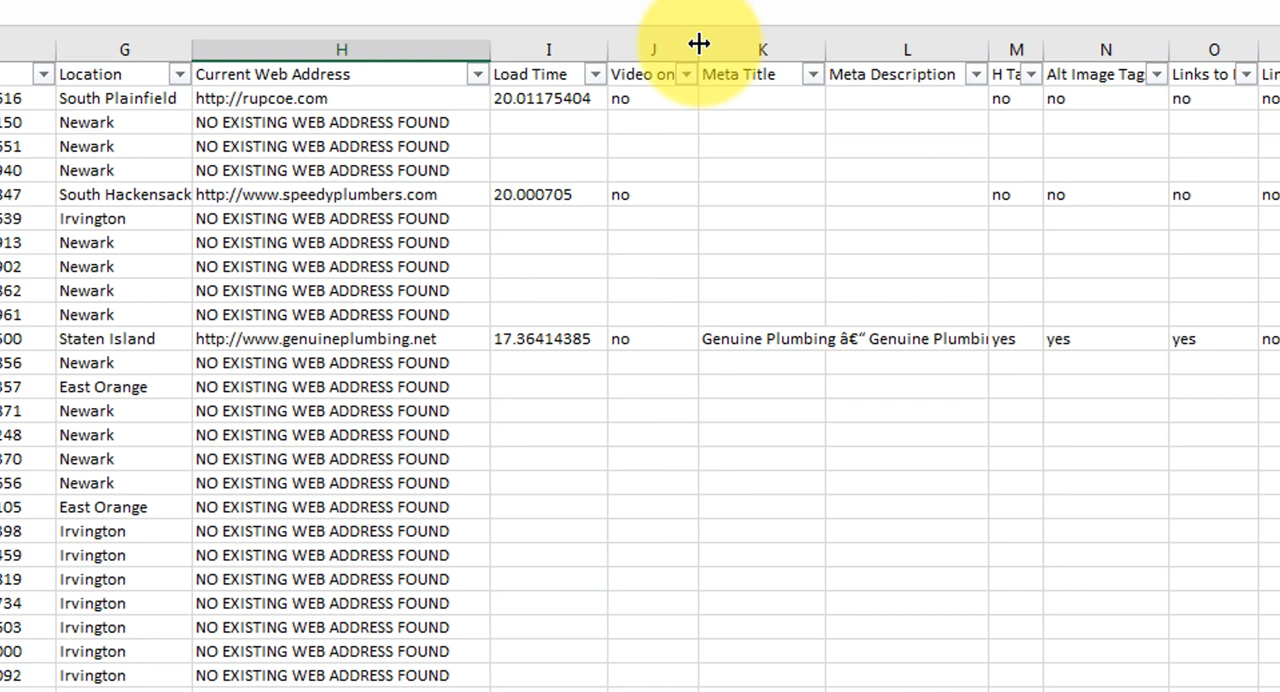 G H I J K L M N O
Location Current Web Address Load Time Video on Meta Title Meta Description H Ta Alt Image Tag Links to Lin
516 South Plainfield http://rupcoe.com 20.01175404 no no no no no
150 Newark NO EXISTING WEB ADDRESS FOUND
551 Newark NO EXISTING WEB ADDRESS FOUND
940 Newark NO EXISTING WEB ADDRESS FOUND
347 South Hackensack http://www.speedyplumbers.com 20.000705 no no no no no
539 Irvington NO EXISTING WEB ADDRESS FOUND
913 Newark NO EXISTING WEB ADDRESS FOUND
902 Newark NO EXISTING WEB ADDRESS FOUND
362 Newark NO EXISTING WEB ADDRESS FOUND
961 Newark NO EXISTING WEB ADDRESS FOUND
500 Staten Island http://www.genuineplumbing.net 17.36414385 no Genuine Plumbing â€“ Genuine Plumbin yes yes yes no
356 Newark NO EXISTING WEB ADDRESS FOUND
357 East Orange NO EXISTING WEB ADDRESS FOUND
371 Newark NO EXISTING WEB ADDRESS FOUND
248 Newark NO EXISTING WEB ADDRESS FOUND
370 Newark NO EXISTING WEB ADDRESS FOUND
556 Newark NO EXISTING WEB ADDRESS FOUND
105 East Orange NO EXISTING WEB ADDRESS FOUND
398 Irvington NO EXISTING WEB ADDRESS FOUND
459 Irvington NO EXISTING WEB ADDRESS FOUND
319 Irvington NO EXISTING WEB ADDRESS FOUND
734 Irvington NO EXISTING WEB ADDRESS FOUND
503 Irvington NO EXISTING WEB ADDRESS FOUND
000 Irvington NO EXISTING WEB ADDRESS FOUND
092 Irvington NO EXISTING WEB ADDRESS FOUND